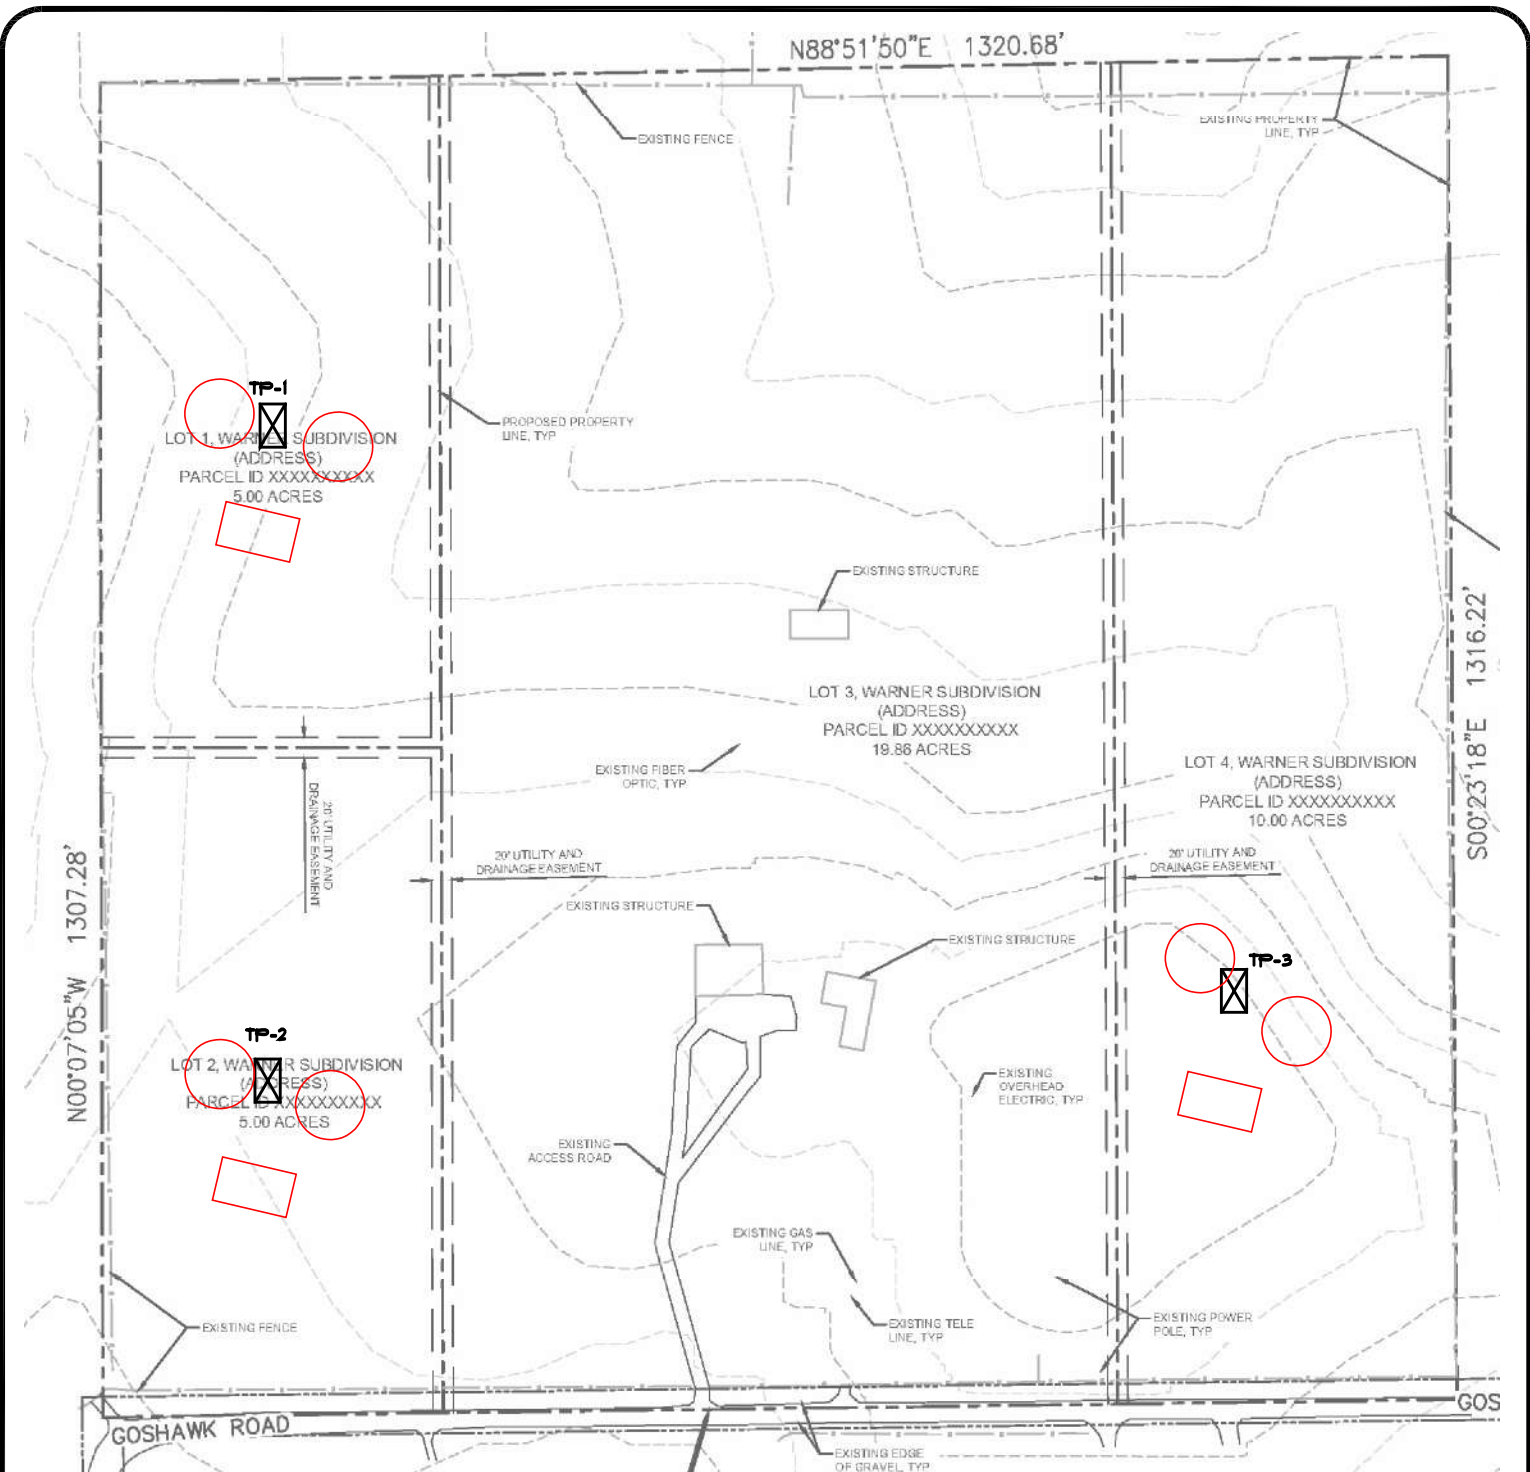 N88°51'50"E 1320.68'
EXISTING FENCE
EXISTING PROPERTY
LINE, TYP
TP-1
PROPOSED PROPERTY
LINE, TYP
LOT 1, WARNER SUBDIVISION
(ADDRESS)
PARCEL ID XXXXXXXXXX
5.00 ACRES
EXISTING STRUCTURE
S00°23'18"E 1316.22'
LOT 3, WARNER SUBDIVISION
(ADDRESS)
PARCEL ID XXXXXXXXXX
19.86 ACRES
EXISTING FIBER
OPTIC, TYP
LOT 4, WARNER SUBDIVISION
(ADDRESS)
PARCEL ID XXXXXXXXXX
10.00 ACRES
20' UTILITY AND
DRAINAGE EASEMENT
20' UTILITY AND
DRAINAGE EASEMENT
20' UTILITY AND
DRAINAGE EASEMENT
N00°07'05"W 1307.28'
EXISTING STRUCTURE
EXISTING STRUCTURE
TP-3
TP-2
LOT 2, WARNER SUBDIVISION
(ADDRESS)
PARCEL ID XXXXXXXXXX
5.00 ACRES
EXISTING
OVERHEAD
ELECTRIC, TYP
EXISTING
ACCESS ROAD
EXISTING GAS
LINE, TYP
EXISTING TELE
LINE, TYP
EXISTING POWER
POLE, TYP
EXISTING FENCE
GOSHAWK ROAD
GOS
EXISTING EDGE
OF GRAVEL, TYP